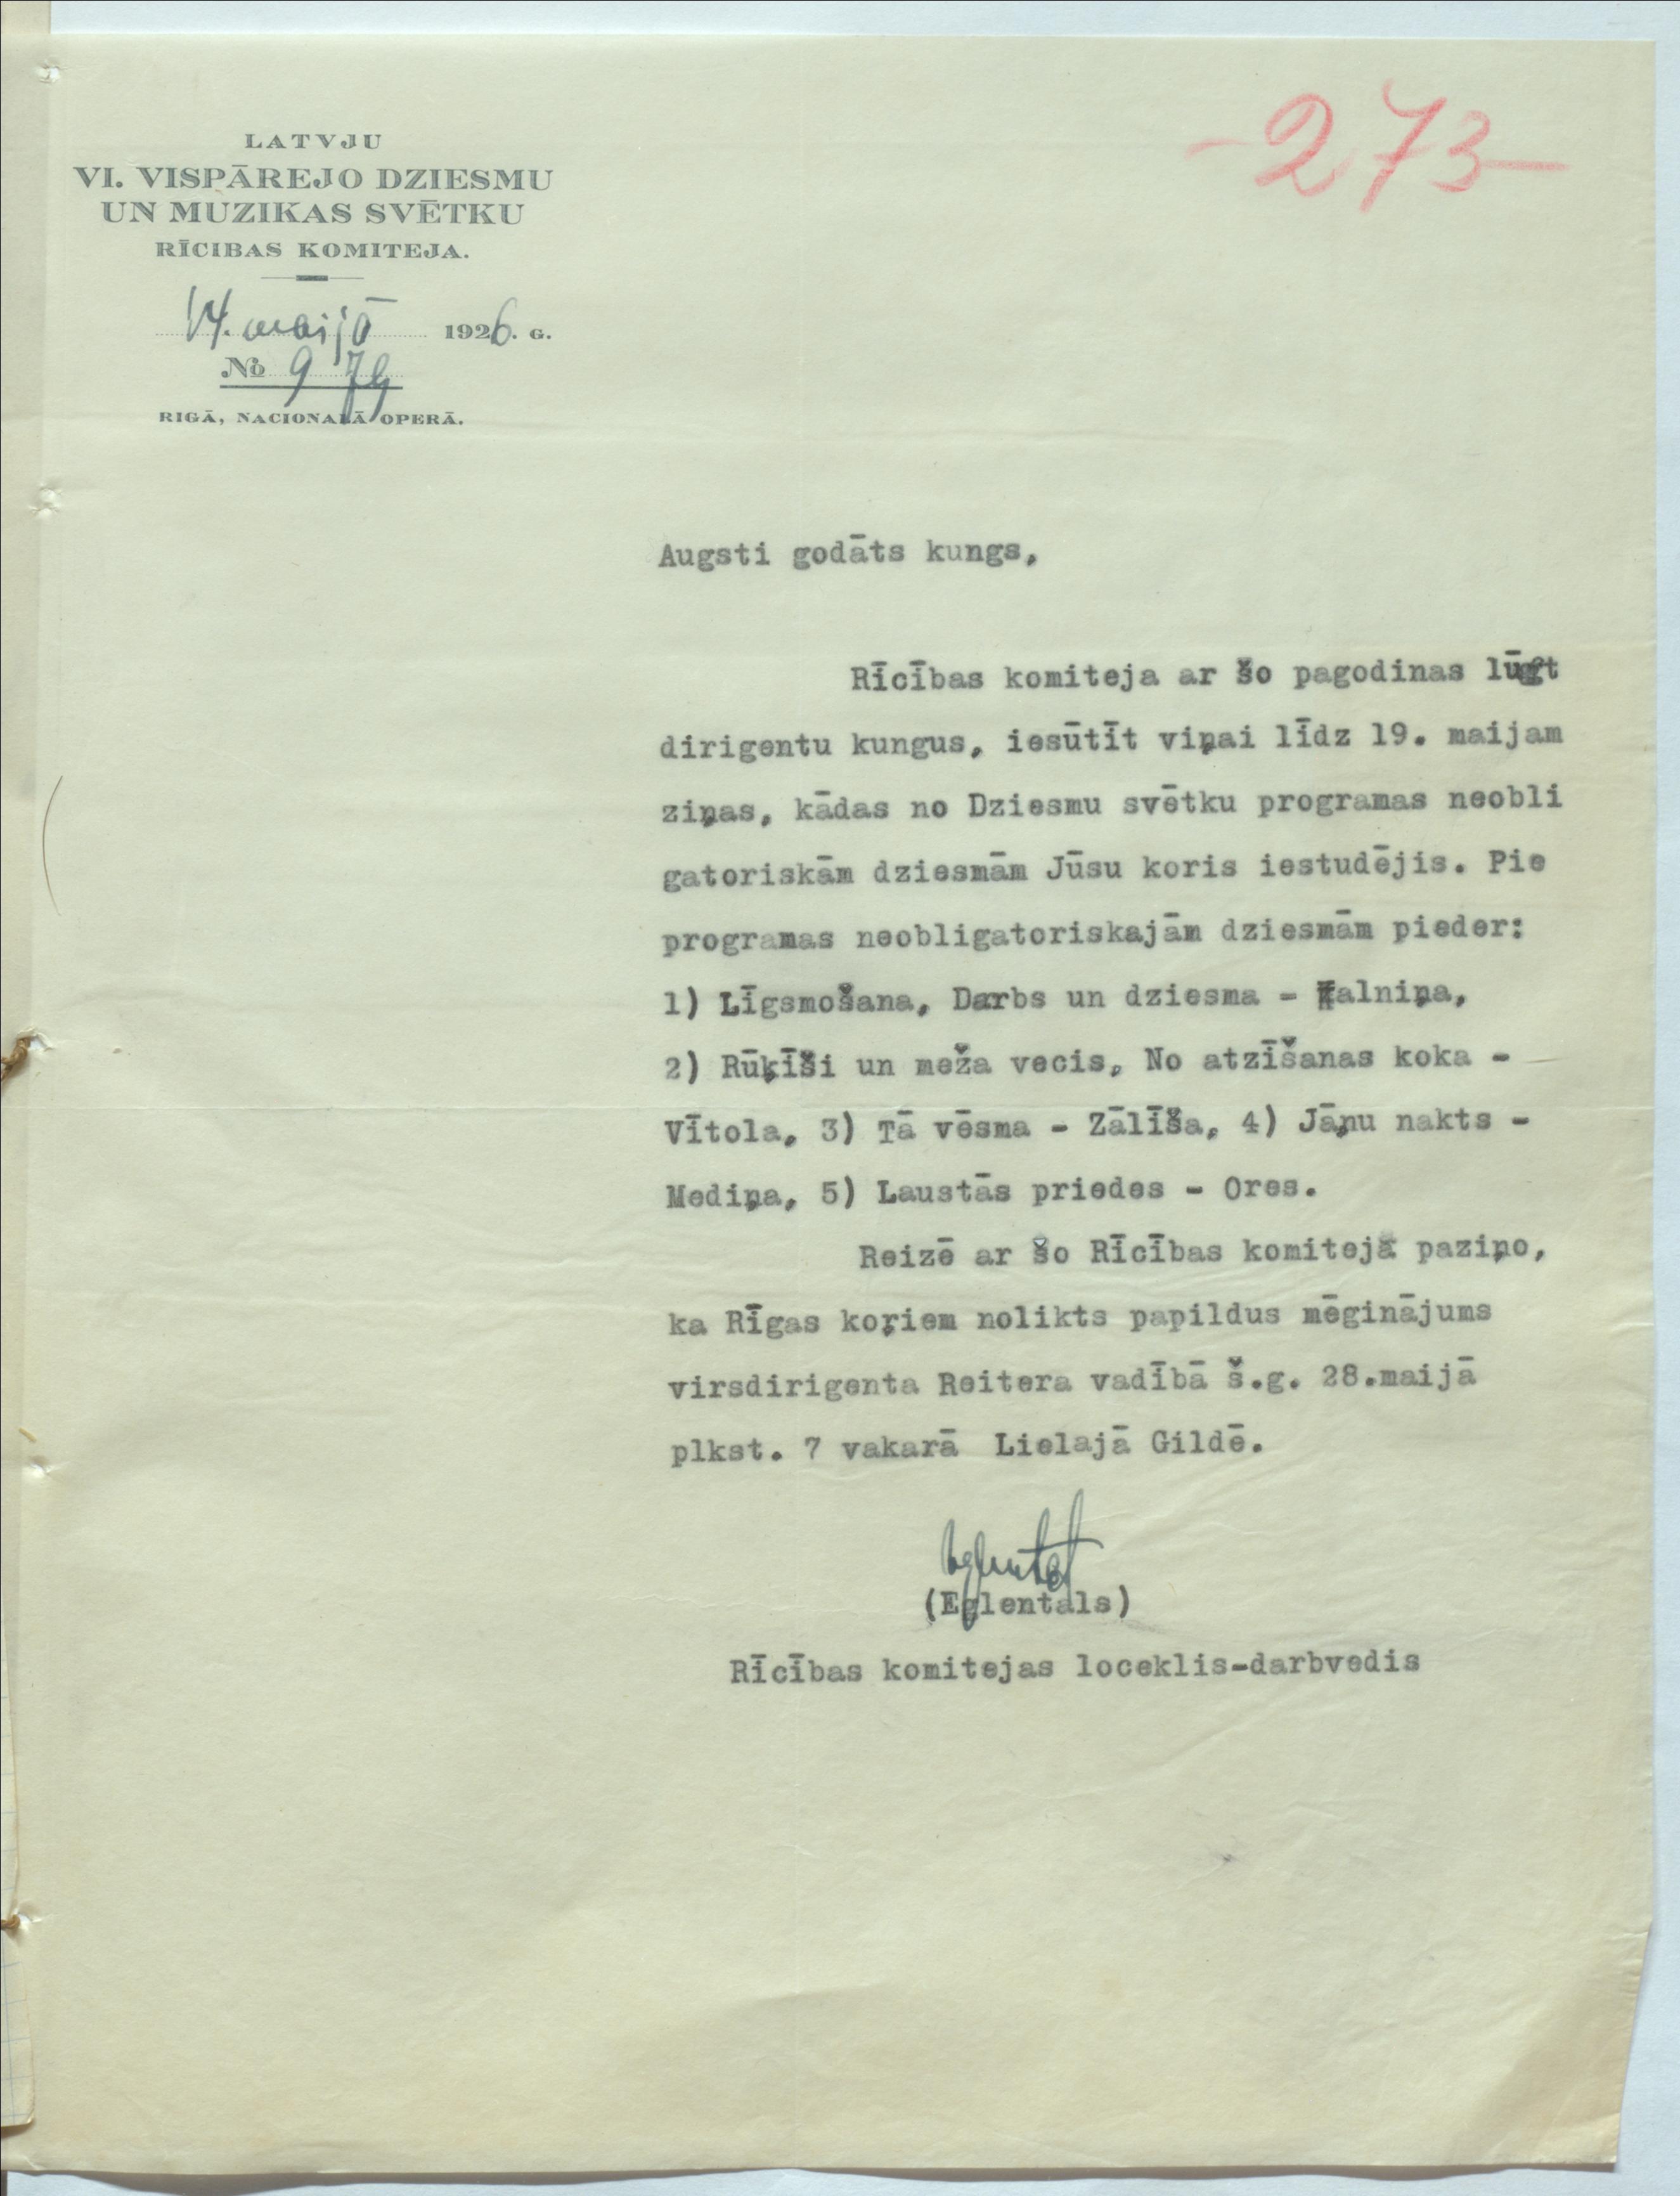 -273-
LATVJU
VI. VISPĀREJO DZIESMU
UN MUZIKAS SVĒTKU
RĪCIBAS KOMITEJA.
14. maijā 1926. G.
No 979
RIGĀ, NACIONALĀ OPERĀ.
Augsti godāts kungs,
Rīcības komiteja ar šo pagodinas lūgt
dirigentu kungus, iesūtīt viņai līdz 19. maijam
ziņas, kādas no Dziesmu svētku programas neobli
gatoriskām dziesmām Jūsu koris iestudējis. Pie
programas neobligatoriskajām dziesmām pieder:
1) Līgsmošana, Darbs un dziesma - Kalniņa,
2) Rūķīši un meža vecis, No atzīšanas koka -
Vītola, 3) Tā vēsma - Zālīša, 4) Jāņu nakts -
Mediņa, 5) Laustās priedes - Ores.
Reizē ar šo Rīcības komitejā paziņo,
ka Rīgas koŗiem nolikts papildus mēginājums
virsdirigenta Reitera vadībā š.g. 28.maijā
plkst. 7 vakarā Lielajā Gildē.
(Eglentāls)
Rīcības komitejas loceklis-darbvedis